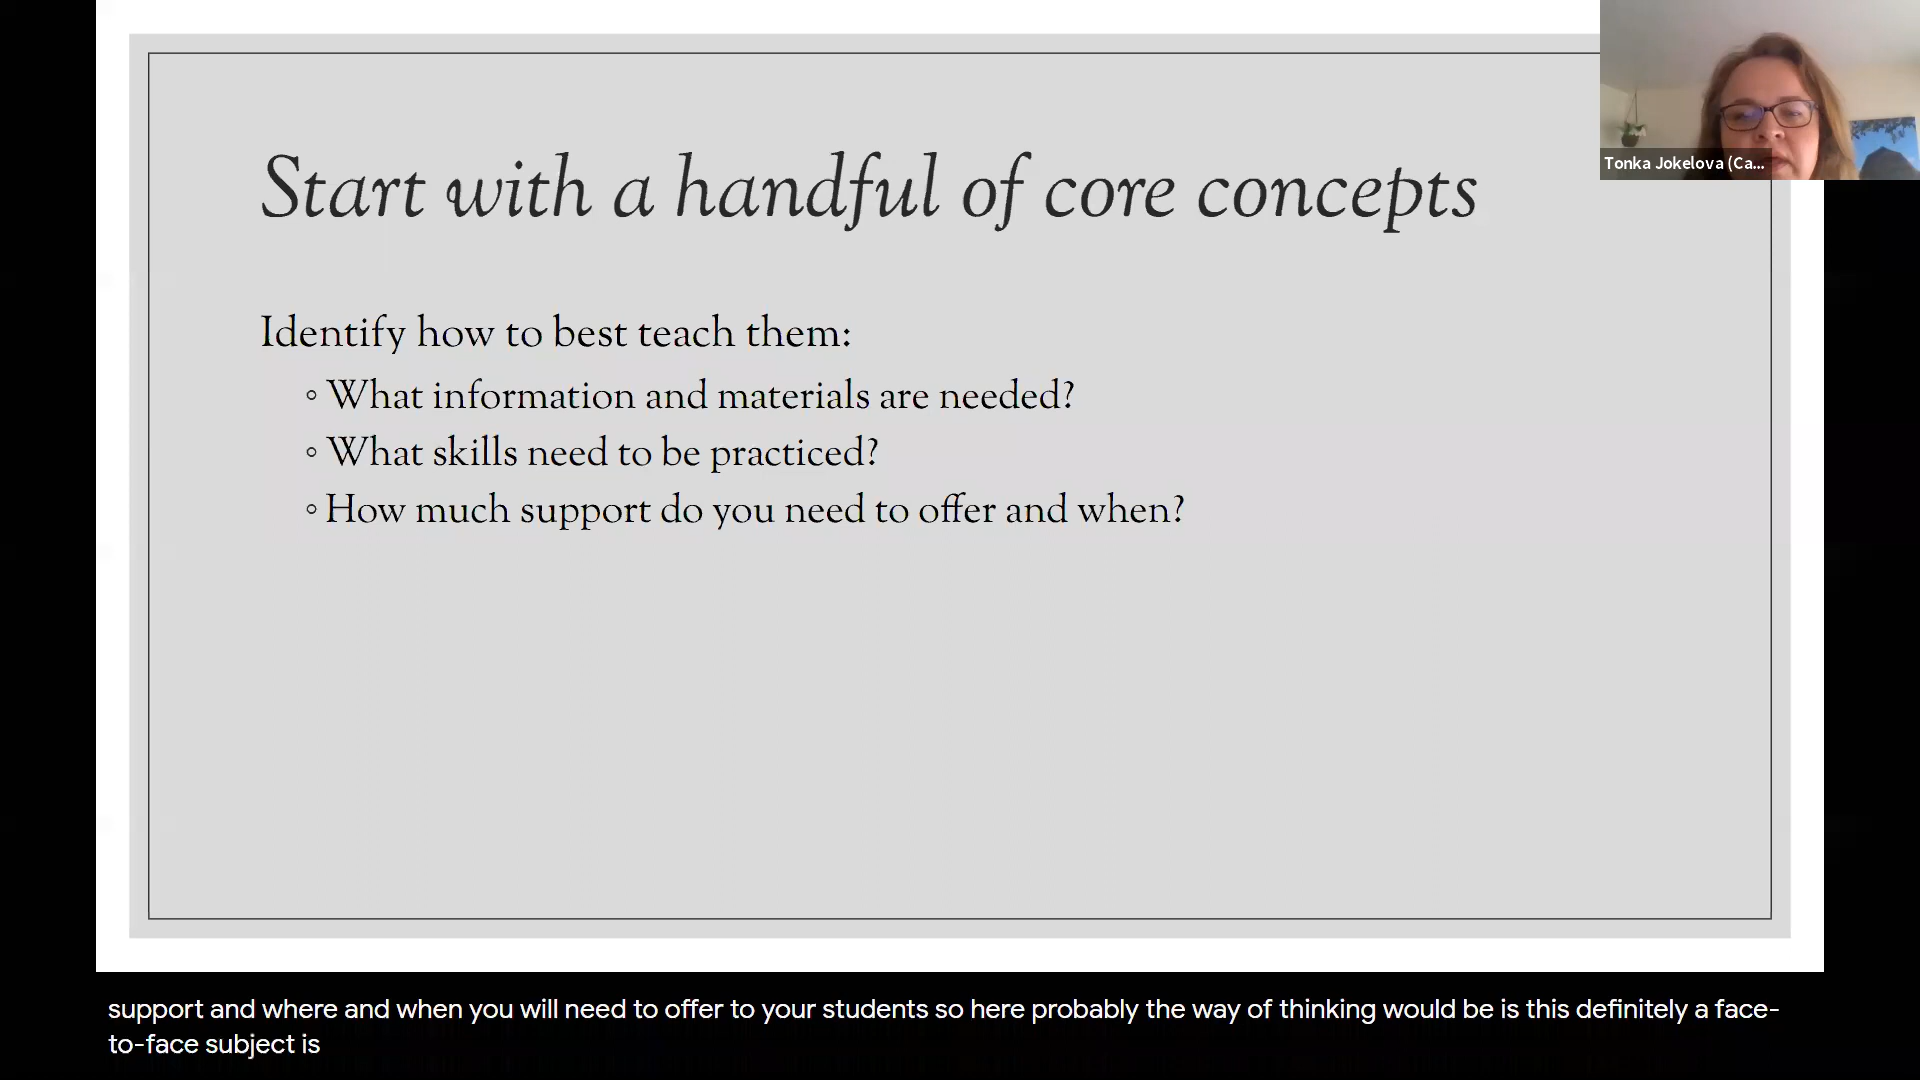 Start with a handful of core concepts
Tonka Jokelova (Ca...
Identify how to best teach them:
◦ What information and materials are needed?
◦ What skills need to be practiced?
◦ How much support do you need to offer and when?
support and where and when you will need to offer to your students so here probably the way of thinking would be is this definitely a face-
to-face subject is